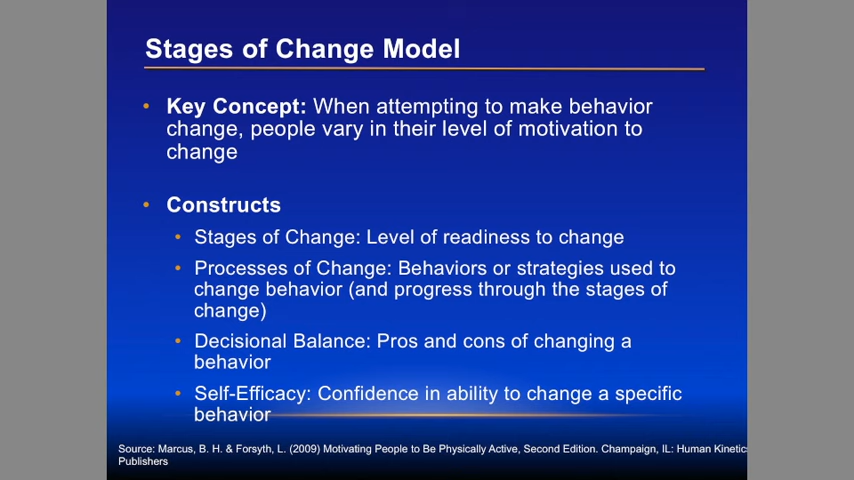 Stages of Change Model
• Key Concept: When attempting to make behavior
change, people vary in their level of motivation to
change
• Constructs
• Stages of Change: Level of readiness to change
• Processes of Change: Behaviors or strategies used to
change behavior (and progress through the stages of
change)
• Decisional Balance: Pros and cons of changing a
behavior
• Self-Efficacy: Confidence in ability to change a specific
behavior
Source: Marcus, B. H. & Forsyth, L. (2009) Motivating People to Be Physically Active, Second Edition. Champaign, IL: Human Kinetics
Publishers